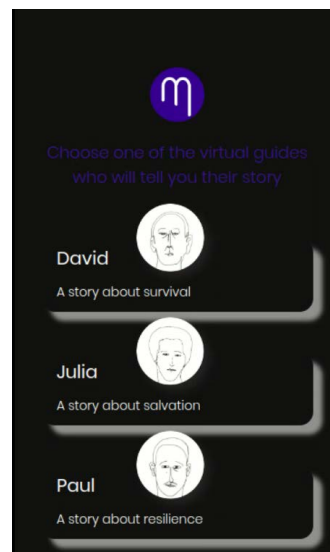 m
Choose one of the virtual guides
who will tell you their story
David
A story about survival
Julia
A story about salvation
Paul
A story about resilience